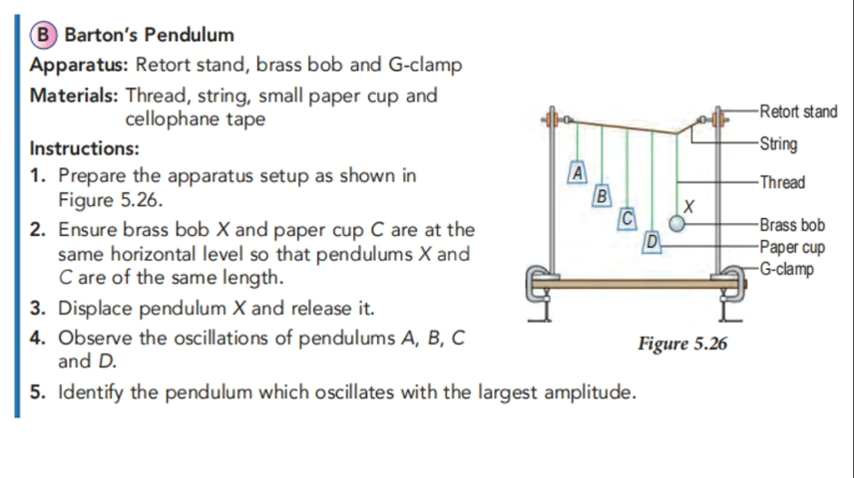 B Barton's Pendulum
Apparatus: Retort stand, brass bob and G-clamp
Materials: Thread, string, small paper cup and
cellophane tape
Instructions:
1. Prepare the apparatus setup as shown in
Figure 5.26.
2. Ensure brass bob X and paper cup C are at the
same horizontal level so that pendulums X and
C are of the same length.
3. Displace pendulum X and release it.
4. Observe the oscillations of pendulums A, B, C
and D.
5. Identify the pendulum which oscillates with the largest amplitude.
Retort stand
String
Thread
A
B
C
D
X
Brass bob
Paper cup
G-clamp
Figure 5.26